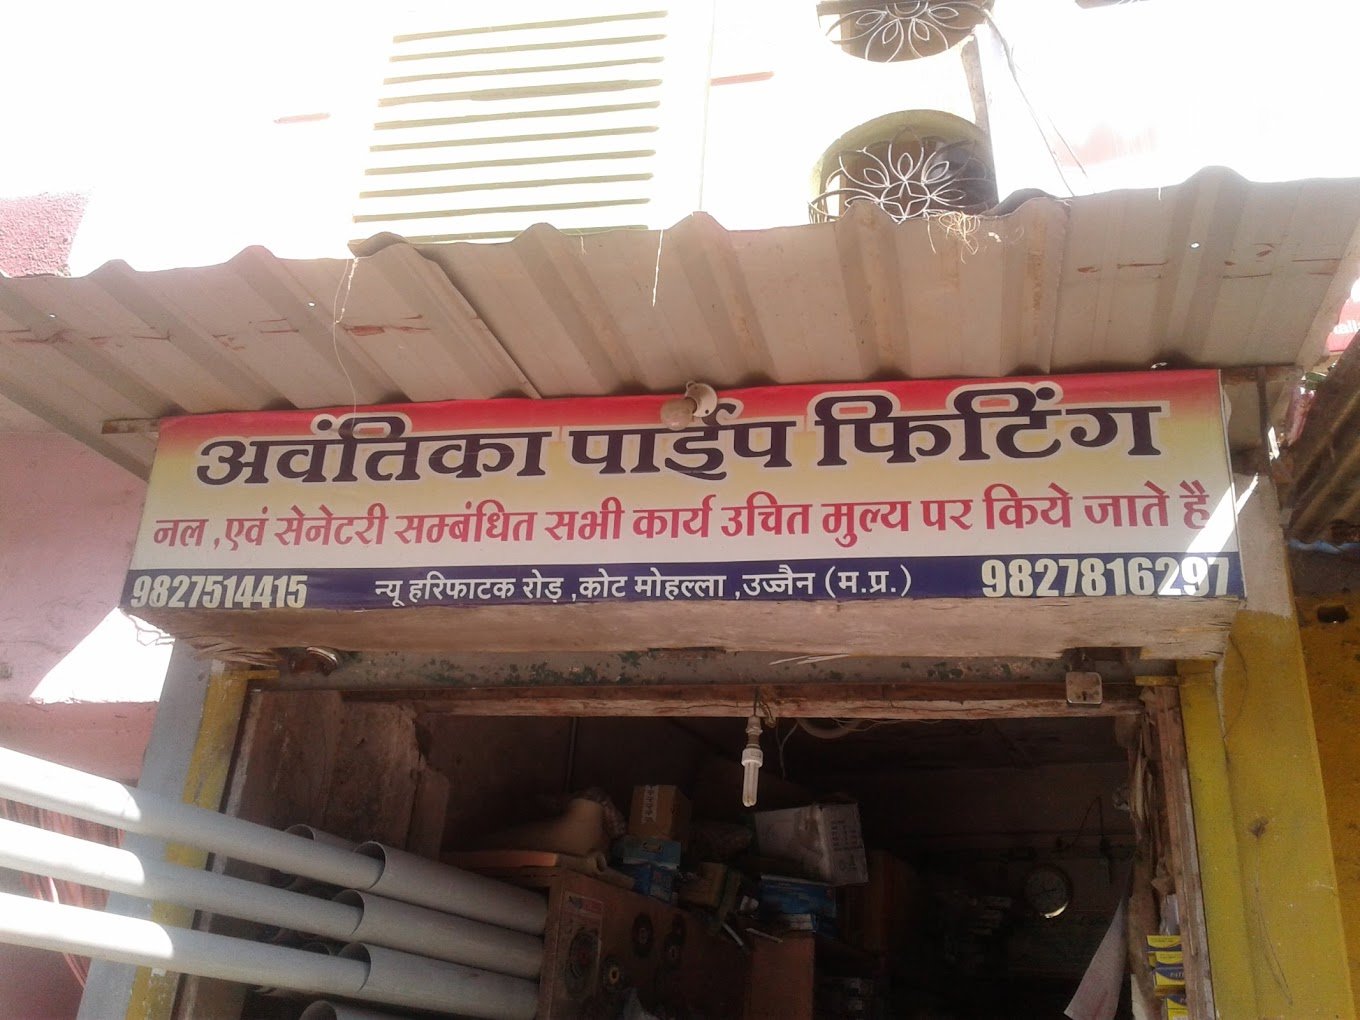 अवंतिका पाईप फिटिंग
नल ,एवं सेनेटरी सम्बंधित सभी कार्य उचित मुल्य पर किये जाते है
9827514415 न्यू हरिफाटक रोड़ ,कोट मोहल्ला ,उज्जैन (म.प्र.) 9827816297